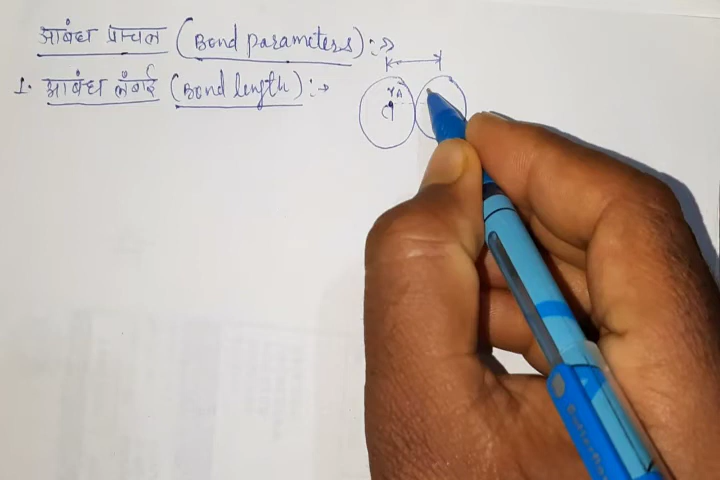 आबंध प्राचल (Bond parameters) :->
1. आबंध लंबाई (Bond length) :->
rA